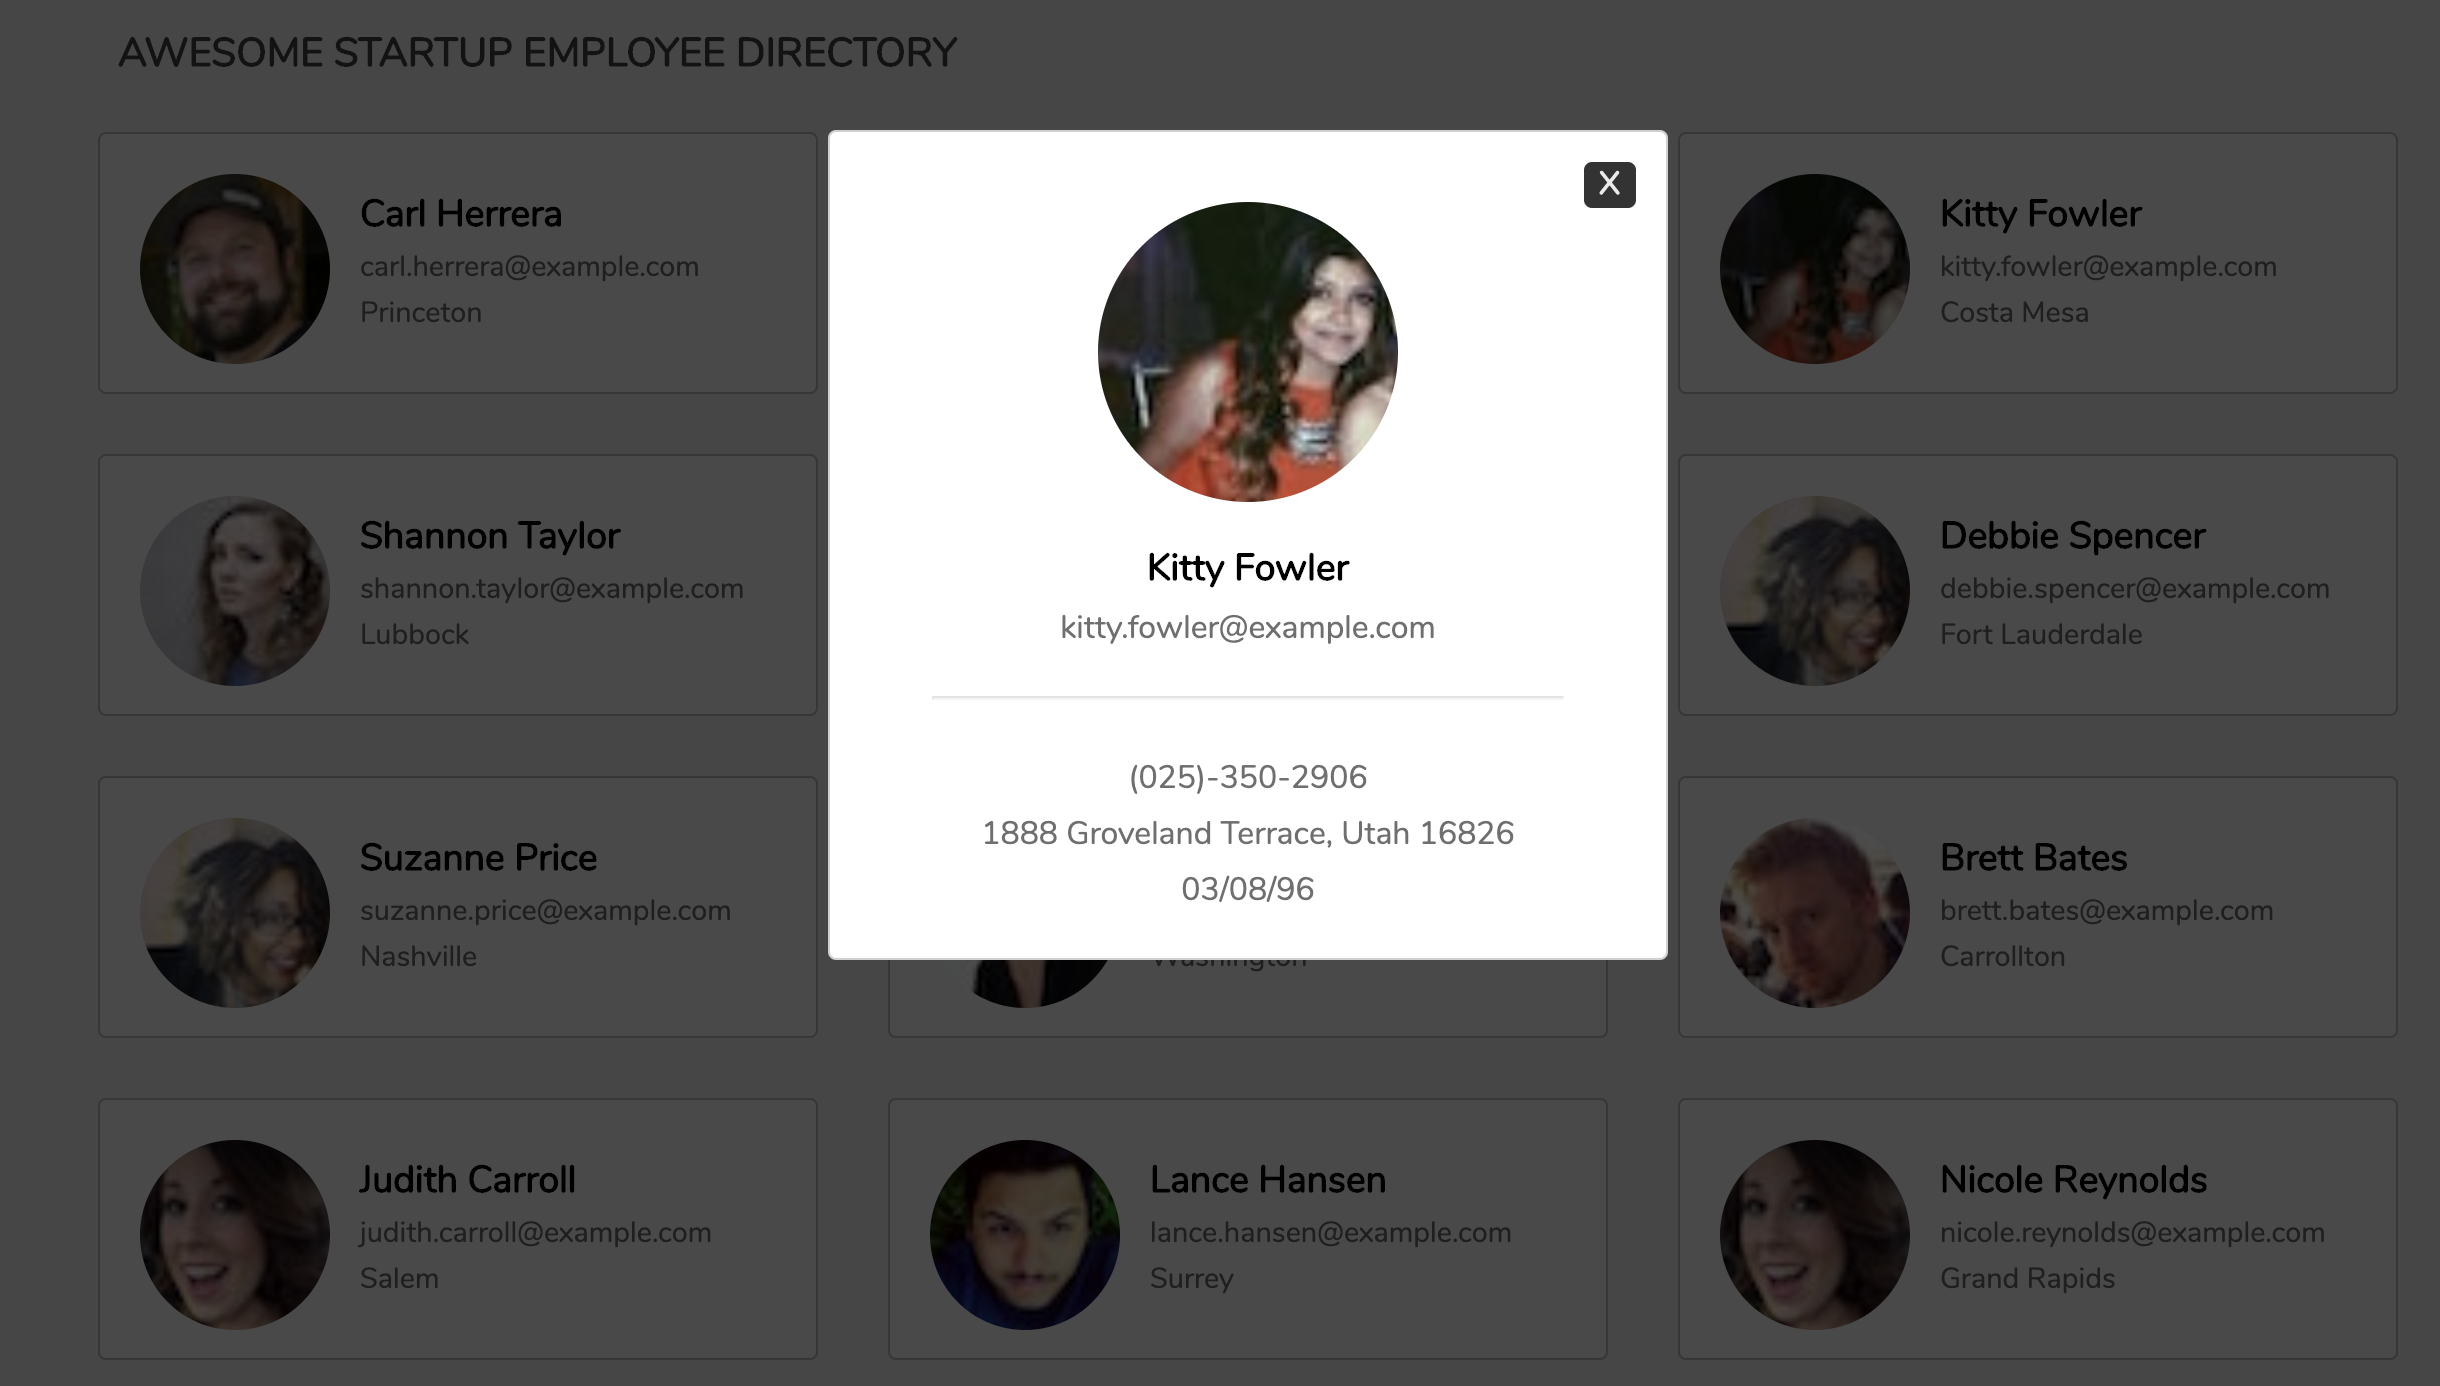 AWESOME STARTUP EMPLOYEE DIRECTORY
Carl Herrera
carl.herrera@example.com
Princeton
X
Kitty Fowler
kitty.fowler@example.com
(025)-350-2906
1888 Groveland Terrace, Utah 16826
03/08/96
Kitty Fowler
kitty.fowler@example.com
Costa Mesa
Shannon Taylor
shannon.taylor@example.com
Lubbock
Debbie Spencer
debbie.spencer@example.com
Fort Lauderdale
Suzanne Price
suzanne.price@example.com
Nashville
Washington
Brett Bates
brett.bates@example.com
Carrollton
Judith Carroll
judith.carroll@example.com
Salem
Lance Hansen
lance.hansen@example.com
Surrey
Nicole Reynolds
nicole.reynolds@example.com
Grand Rapids